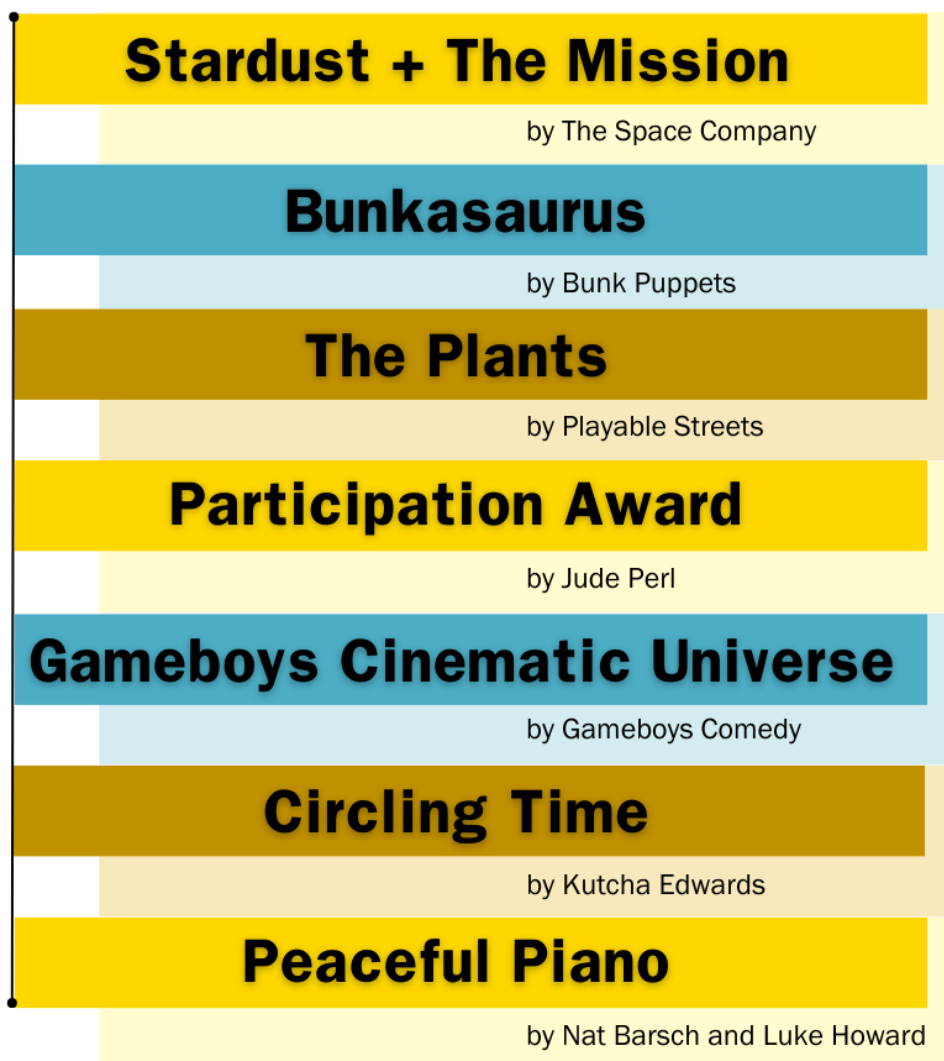 Stardust + The Mission
by The Space Company
Bunkasaurus
by Bunk Puppets
The Plants
by Playable Streets
Participation Award
by Jude Perl
Gameboys Cinematic Universe
by Gameboys Comedy
Circling Time
by Kutcha Edwards
Peaceful Piano
by Nat Barsch and Luke Howard